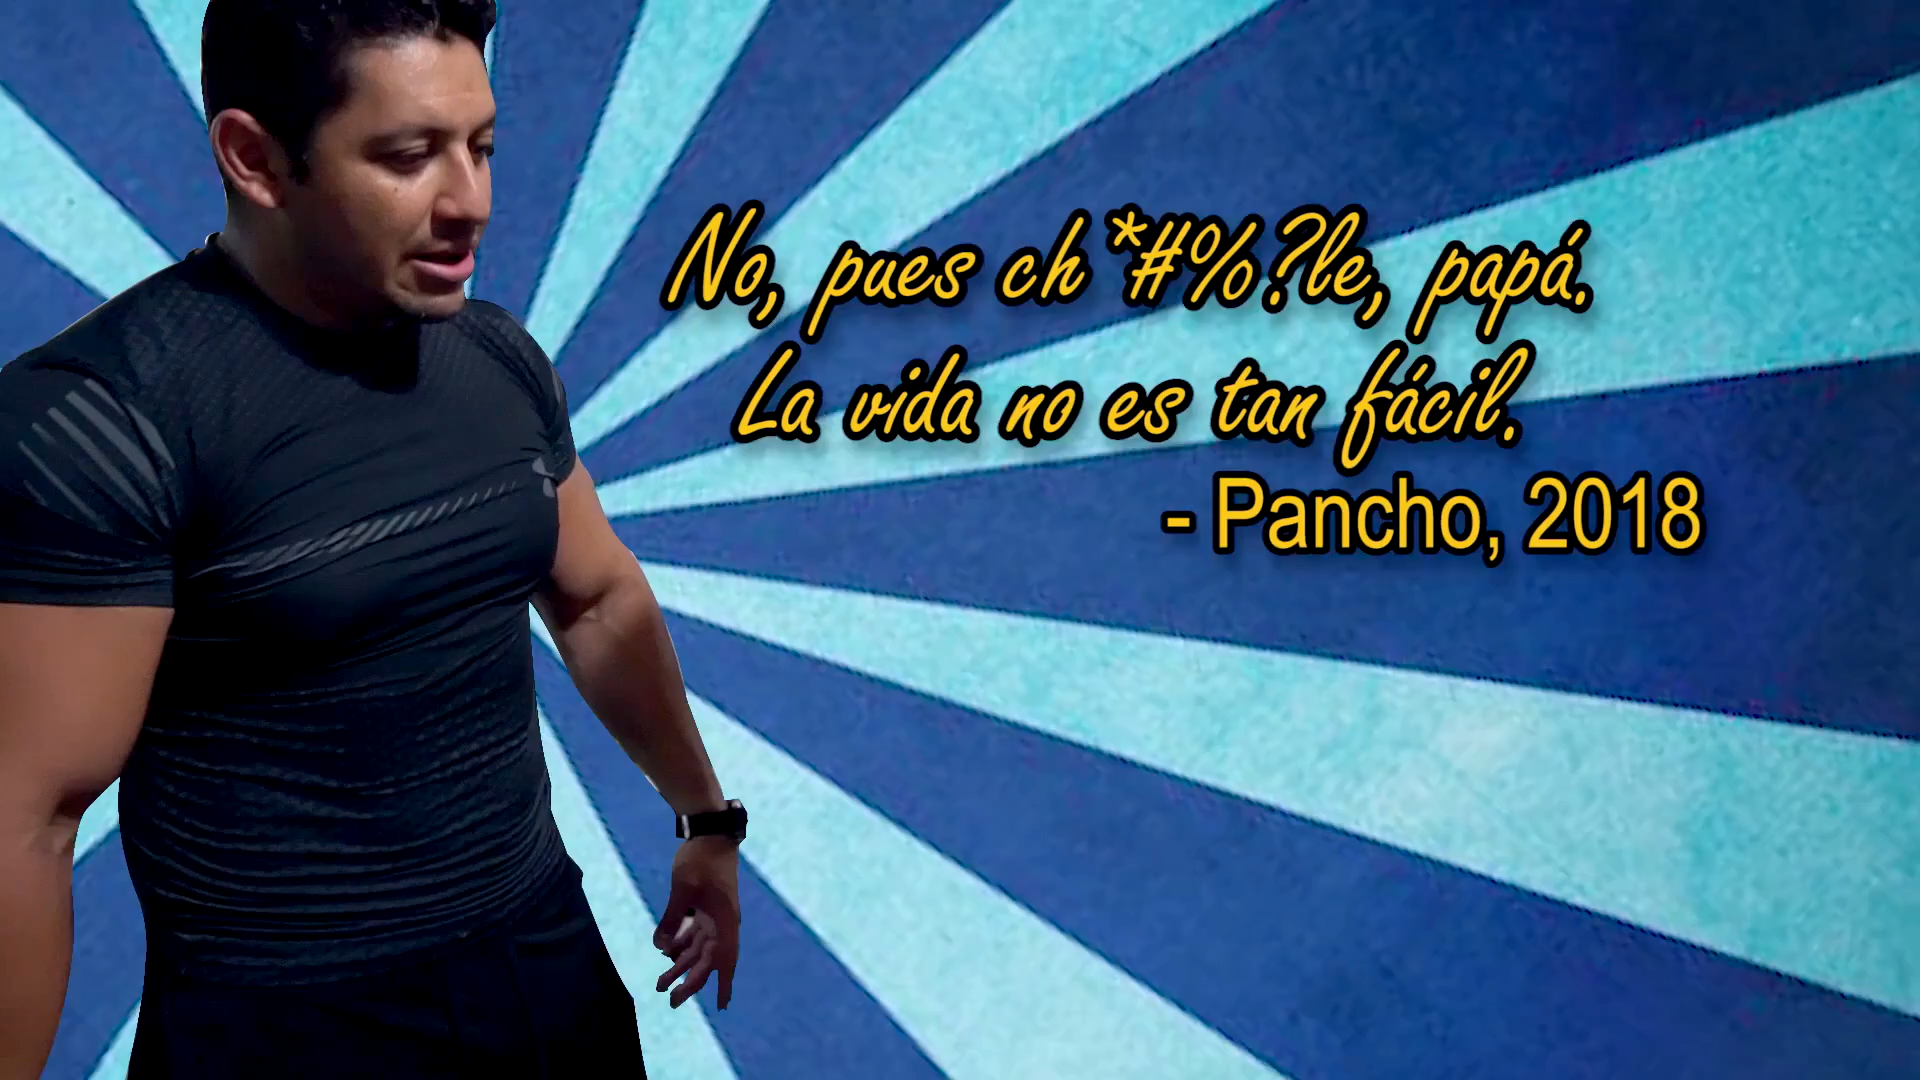 No, pues ch*#%?le, papá.
La vida no es tan fácil.
- Pancho, 2018